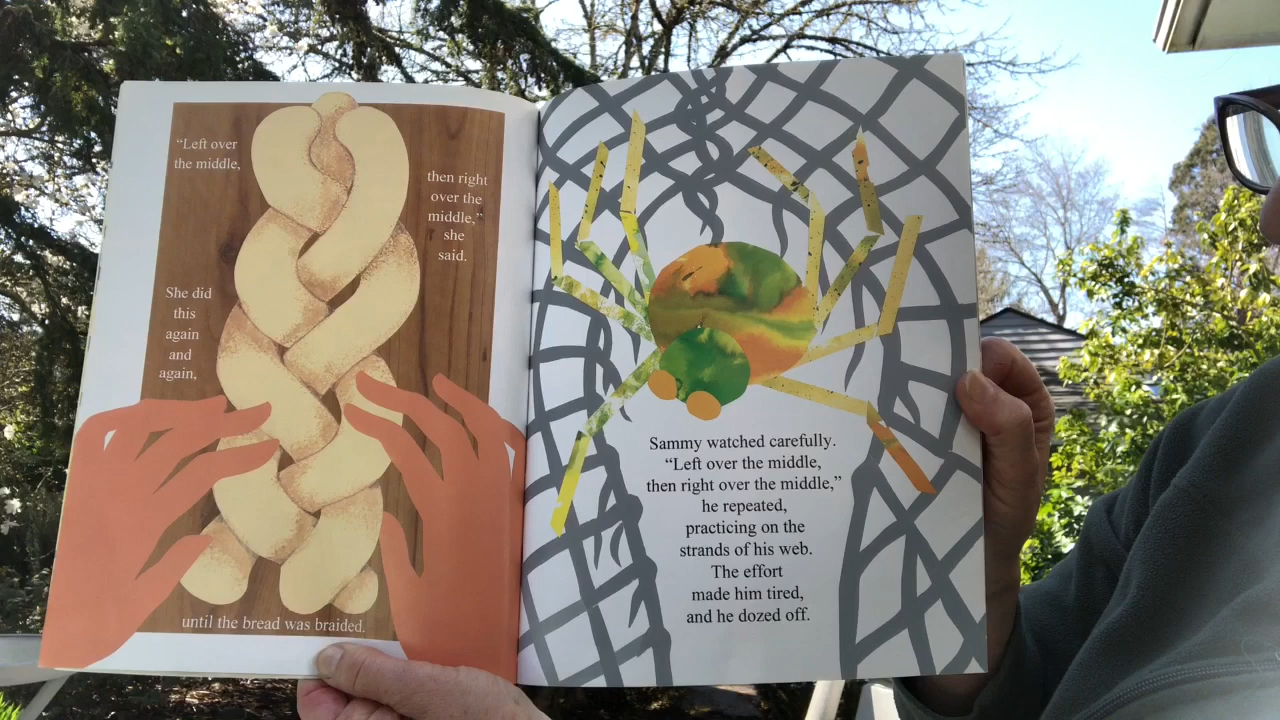 “Left over
the middle,
then right
over the
middle,”
she
said.
She did
this
again
and
again,
until the bread was braided.
Sammy watched carefully.
“Left over the middle,
then right over the middle,”
he repeated,
practicing on the
strands of his web.
The effort
made him tired,
and he dozed off.